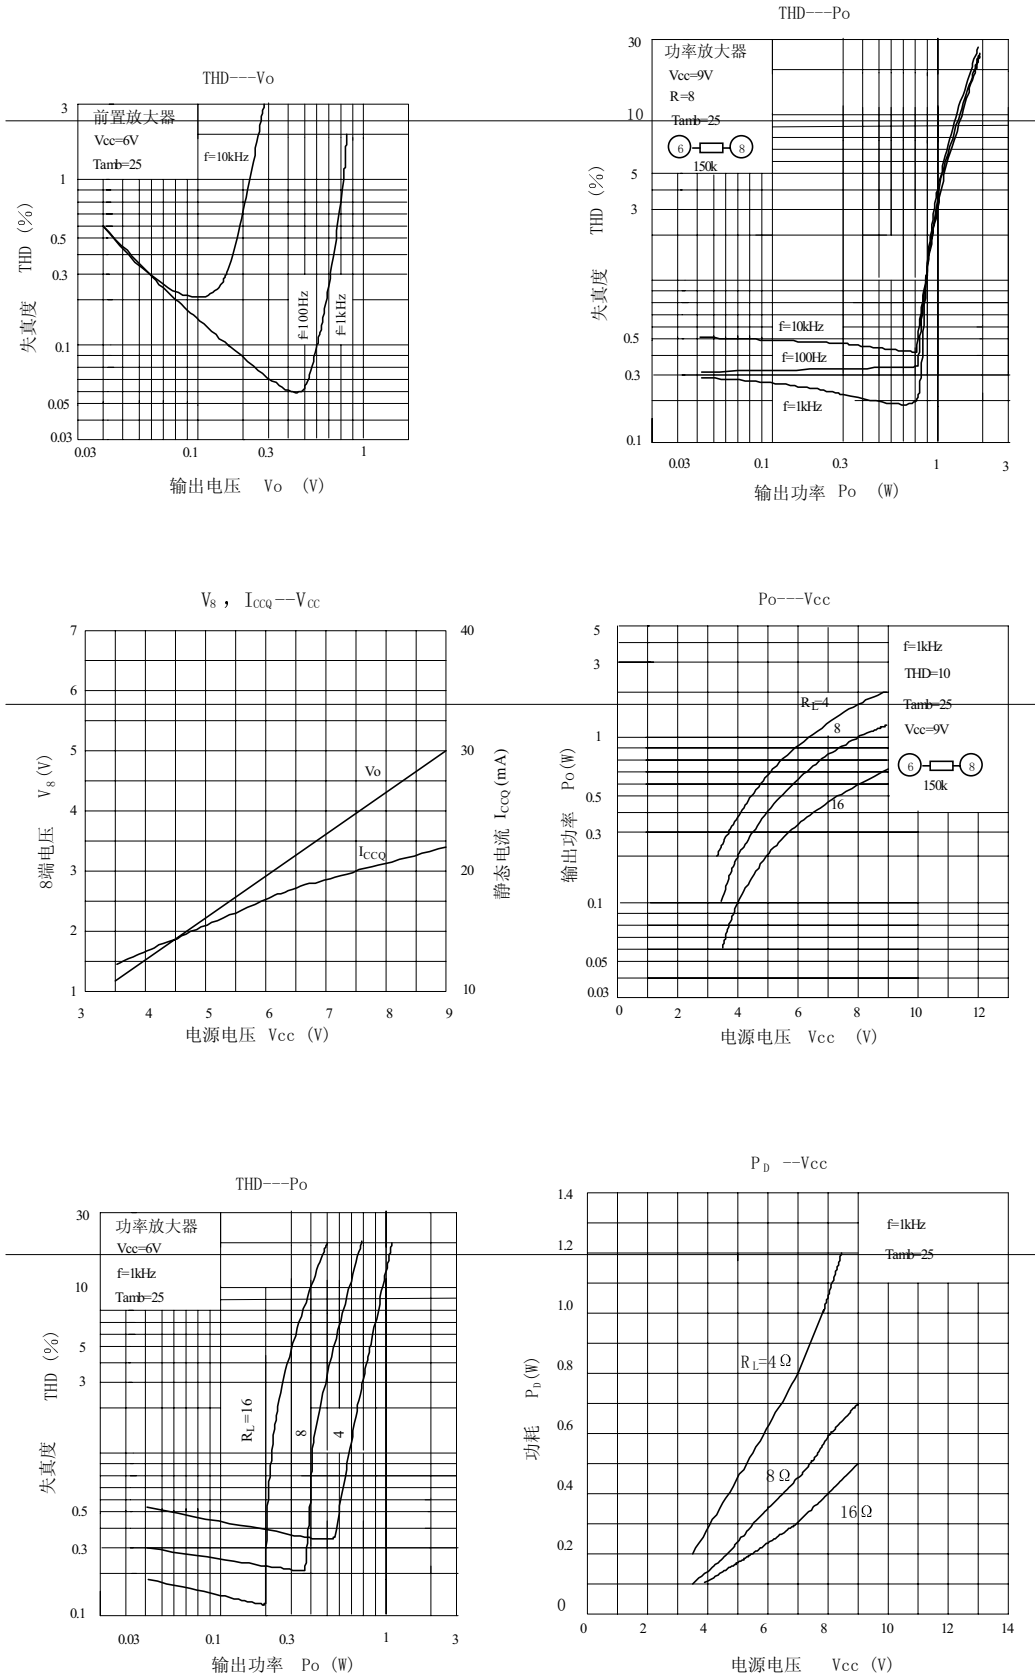 THD---Vo
前置放大器
Vcc=6V
Tamb=25
f=10kHz
f=100Hz
f=1kHz
3
1
0.5
0.3
0.1
0.05
0.03
失真度 THD (%)
0.03 0.1 0.3 1
输出电压 Vo (V)
THD---Po
功率放大器
Vcc=9V
R=8
Tamb=25
6 8
150k
f=10kHz
f=100Hz
f=1kHz
30
10
5
3
0.5
0.3
0.1
失真度 THD (%)
0.03 0.1 0.3 1 3
输出功率 Po (W)
V8 , ICCQ--VCC
7
6
5
4
3
2
1
8端电压 V8 (V)
Vo
ICCQ
40
30
20
10
静态电流 ICCQ (mA)
3 4 5 6 7 8 9
电源电压 Vcc (V)
Po---Vcc
f=1kHz
THD=10
Tamb=25
Vcc=9V
6 8
150k
RL=4
8
16
5
3
1
0.5
0.3
0.1
0.05
0.03
输出功率 Po(W)
0 2 4 6 8 10 12
电源电压 Vcc (V)
THD---Po
功率放大器
Vcc=6V
f=1kHz
Tamb=25
RL=16
8
4
30
10
5
3
0.5
0.3
0.1
失真度 THD (%)
0.03 0.1 0.3 1 3
输出功率 Po (W)
PD --Vcc
f=1kHz
Tamb=25
RL=4Ω
8Ω
16Ω
1.4
1.2
1.0
0.8
0.6
0.4
0.2
0
功耗 PD(W)
0 2 4 6 8 10 12 14
电源电压 Vcc (V)